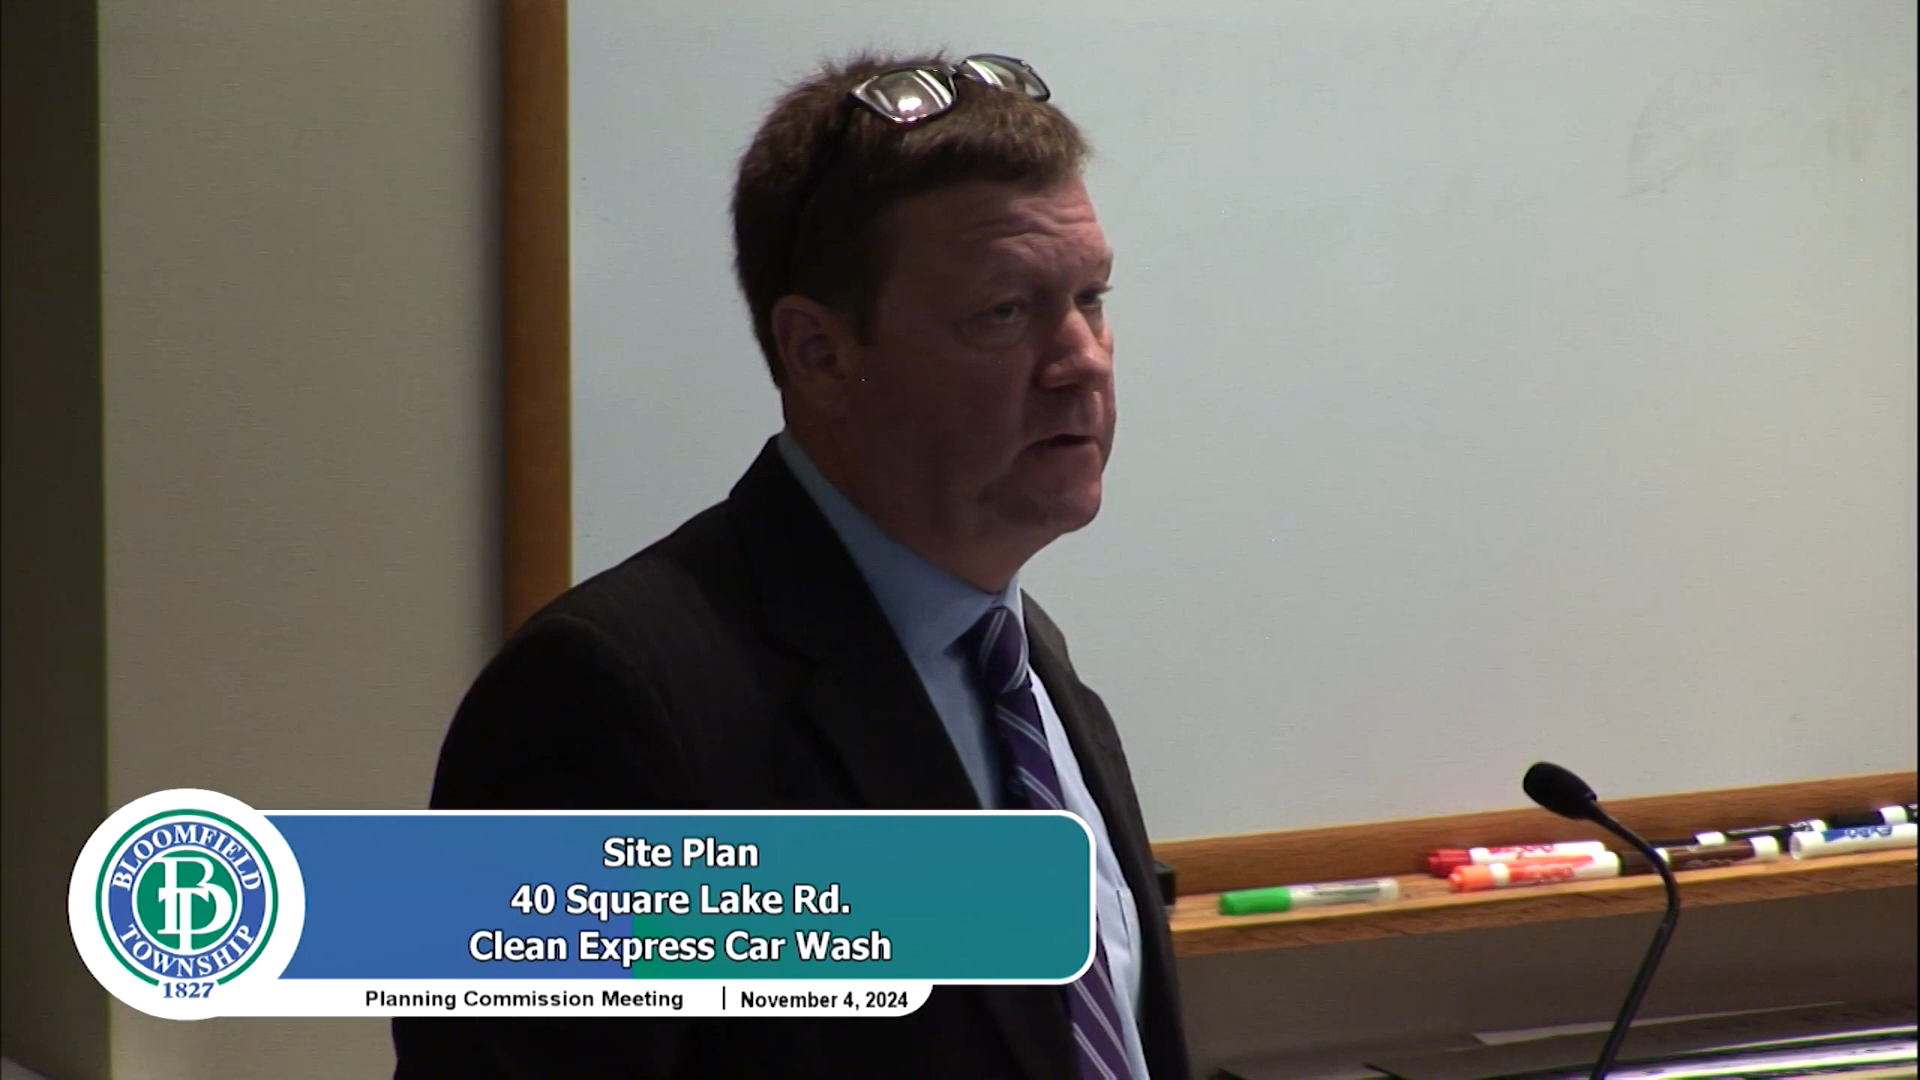 Site Plan
40 Square Lake Rd.
Clean Express Car Wash
BLOOMFIELD
BT
TOWNSHIP
1827
Planning Commission Meeting | November 4, 2024